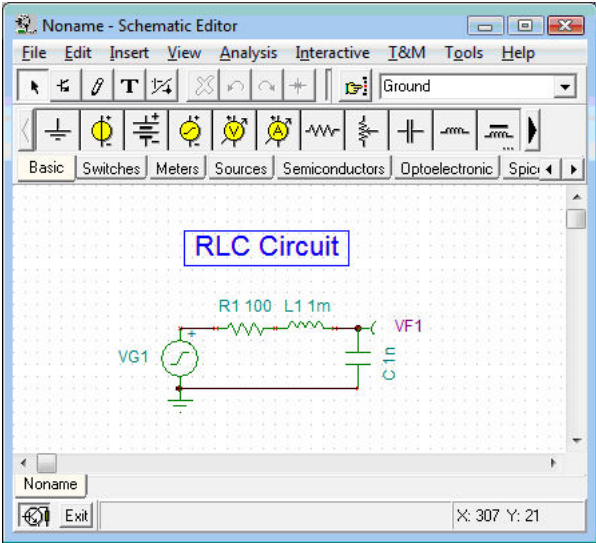 Noname - Schematic Editor
File Edit Insert View Analysis Interactive T&M Tools Help
T Ground
V A
Basic Switches Meters Sources Semiconductors Optoelectronic Spic
RLC Circuit
R1 100 L1 1m
VF1
VG1
+
C 1n
Noname
Exit X: 307 Y: 21